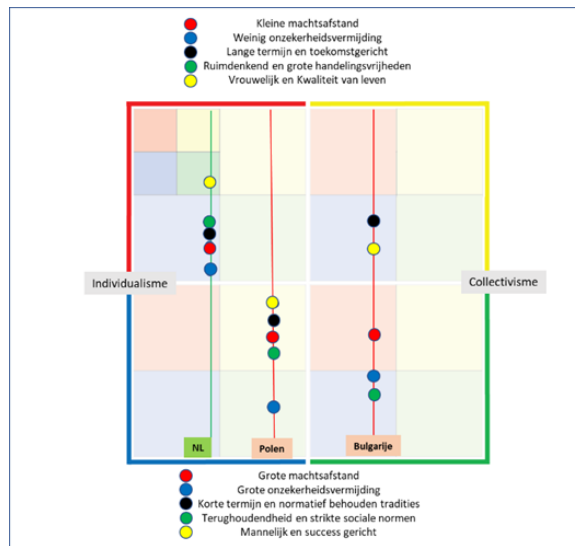 Kleine machtsafstand
Weinig onzekerheidsvermijding
Lange termijn en toekomstgericht
Ruimdenkend en grote handelingsvrijheden
Vrouwelijk en Kwaliteit van leven
Individualisme
Collectivisme
NL
Polen
Bulgarije
Grote machtsafstand
Grote onzekerheidsvermijding
Korte termijn en normatief behouden tradities
Terughoudendheid en strikte sociale normen
Mannelijk en success gericht